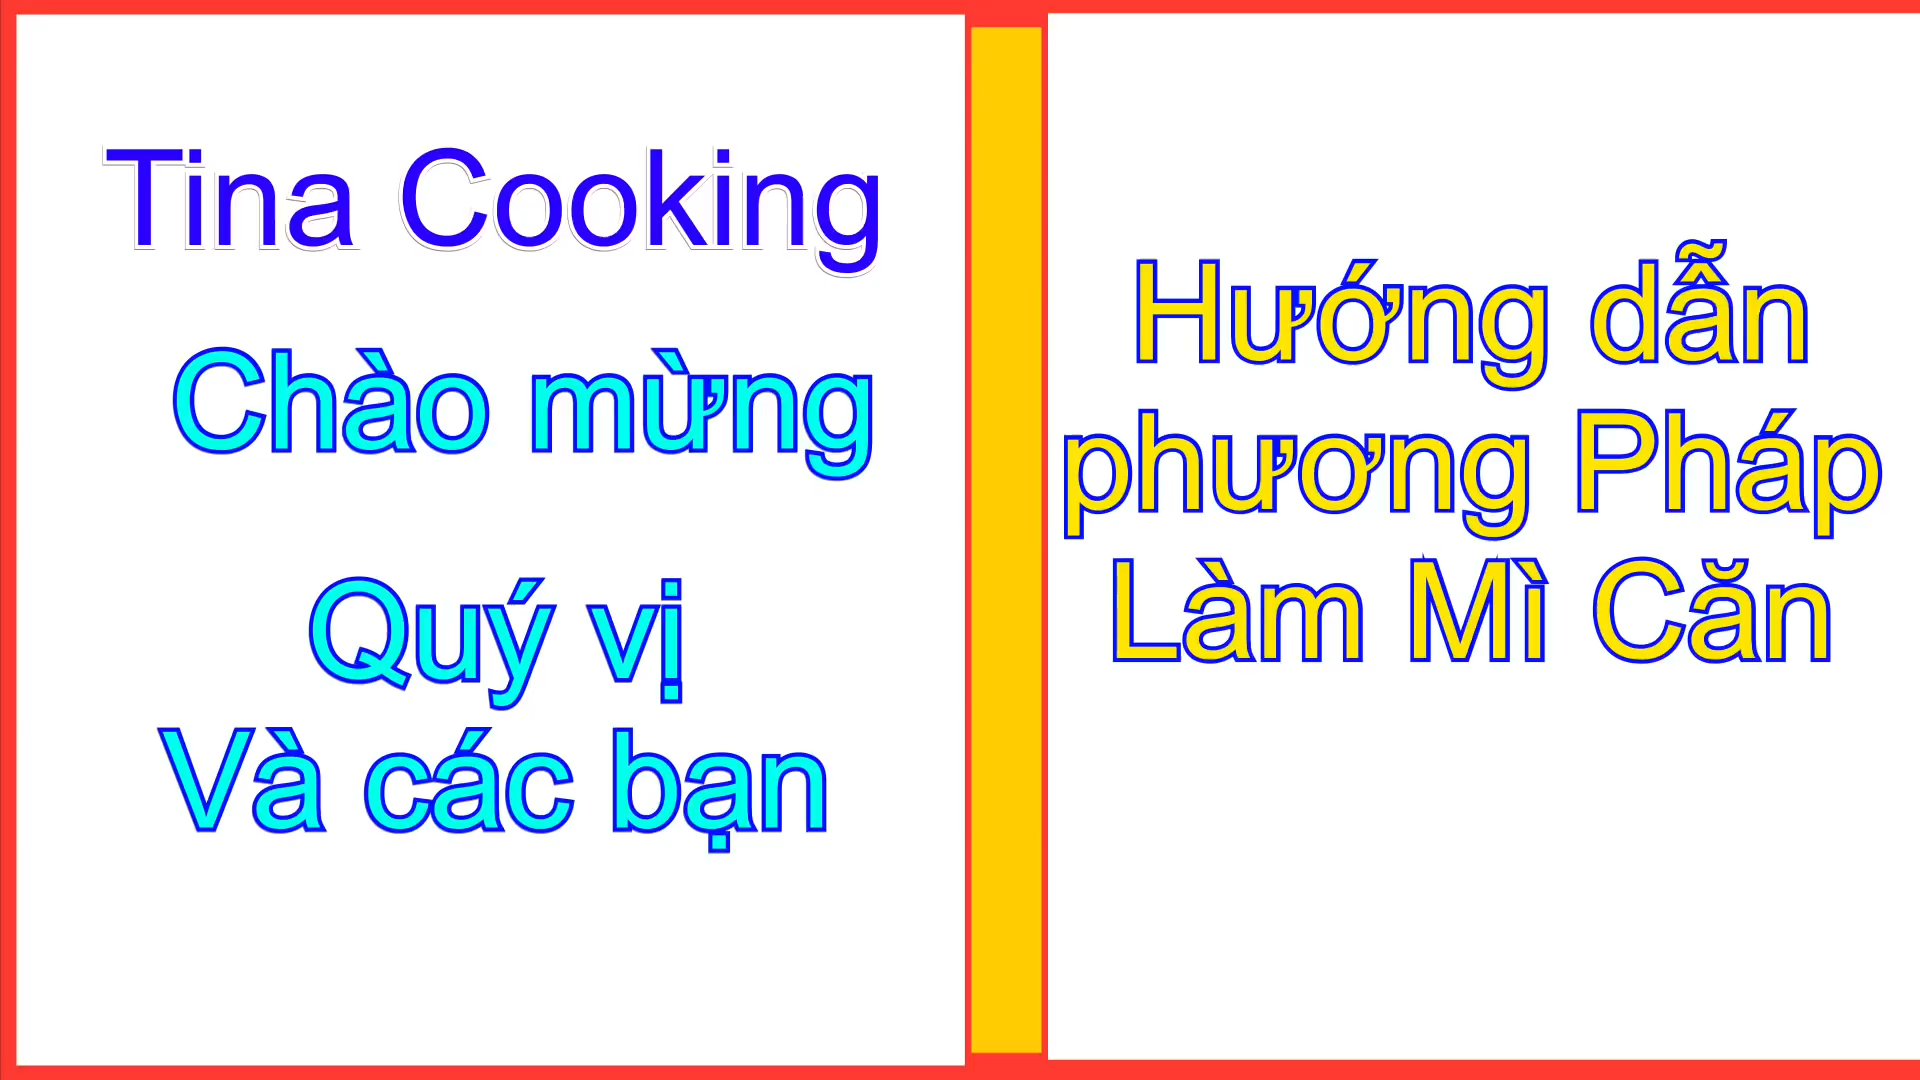 Tina Cooking
Chào mừng
Quý vị
Và các bạn
Hướng dẫn
phương Pháp
Làm Mì Căn